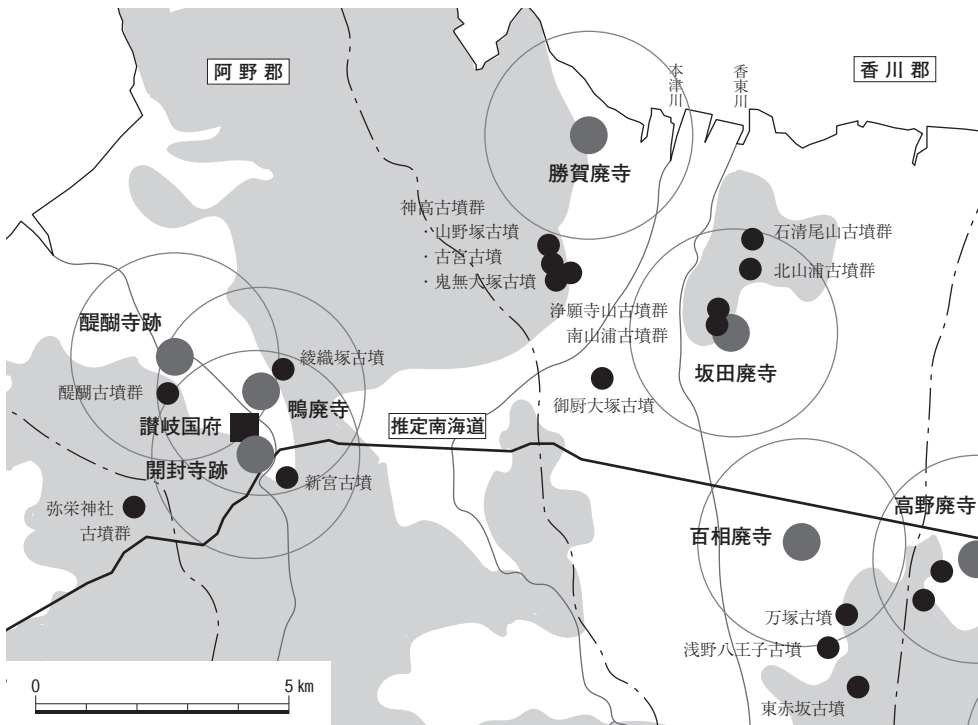 阿野郡
香川郡
本津川
香東川
勝賀廃寺
神高古墳群
・山野塚古墳
・古宮古墳
・鬼無大塚古墳
石清尾山古墳群
北山浦古墳群
浄願寺山古墳群
南山浦古墳群
坂田廃寺
御厩大塚古墳
醍醐寺跡
綾織塚古墳
醍醐古墳群
鴨廃寺
讃岐国府
推定南海道
開封寺跡
新宮古墳
弥栄神社
古墳群
高野廃寺
百相廃寺
万塚古墳
浅野八王子古墳
東赤坂古墳
0
5 km